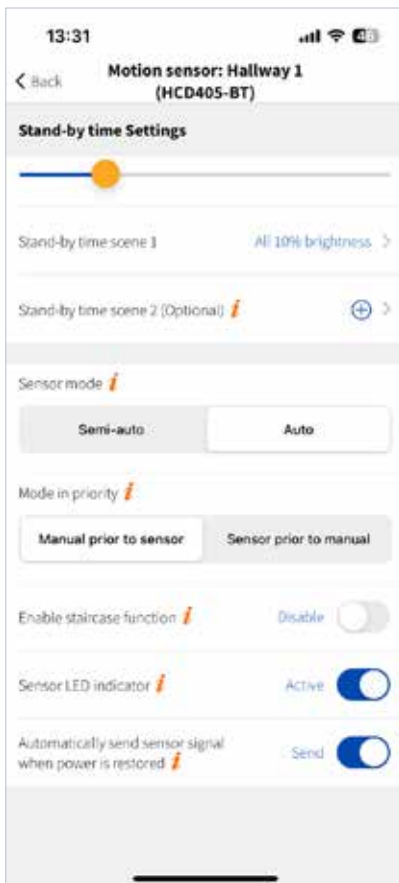 13:31
Back
Motion sensor: Hallway 1
(HCD405-BT)
Stand-by time Settings
Stand-by time scene 1
All 10% brightness
Stand-by time scene 2 (Optional) i
Sensor mode i
Semi-auto
Auto
Mode in priority i
Manual prior to sensor
Sensor prior to manual
Enable staircase function i
Disable
Sensor LED indicator i
Active
Automatically send sensor signal
when power is restored i
Send